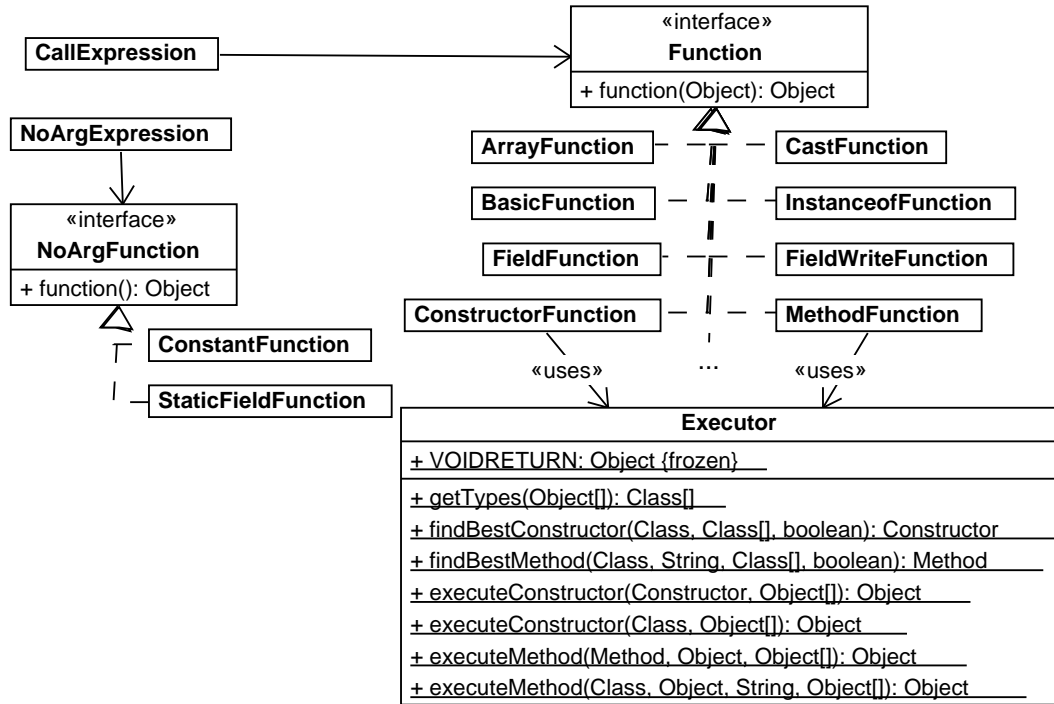 CallExpression
«interface»
Function
+ function(Object): Object
NoArgExpression
«interface»
NoArgFunction
+ function(): Object
ConstantFunction
StaticFieldFunction
ArrayFunction
CastFunction
BasicFunction
InstanceofFunction
FieldFunction
FieldWriteFunction
ConstructorFunction
MethodFunction
«uses»
...
«uses»
Executor
+ VOIDRETURN: Object {frozen}
+ getTypes(Object[]): Class[]
+ findBestConstructor(Class, Class[], boolean): Constructor
+ findBestMethod(Class, String, Class[], boolean): Method
+ executeConstructor(Constructor, Object[]): Object
+ executeConstructor(Class, Object[]): Object
+ executeMethod(Method, Object, Object[]): Object
+ executeMethod(Class, Object, String, Object[]): Object